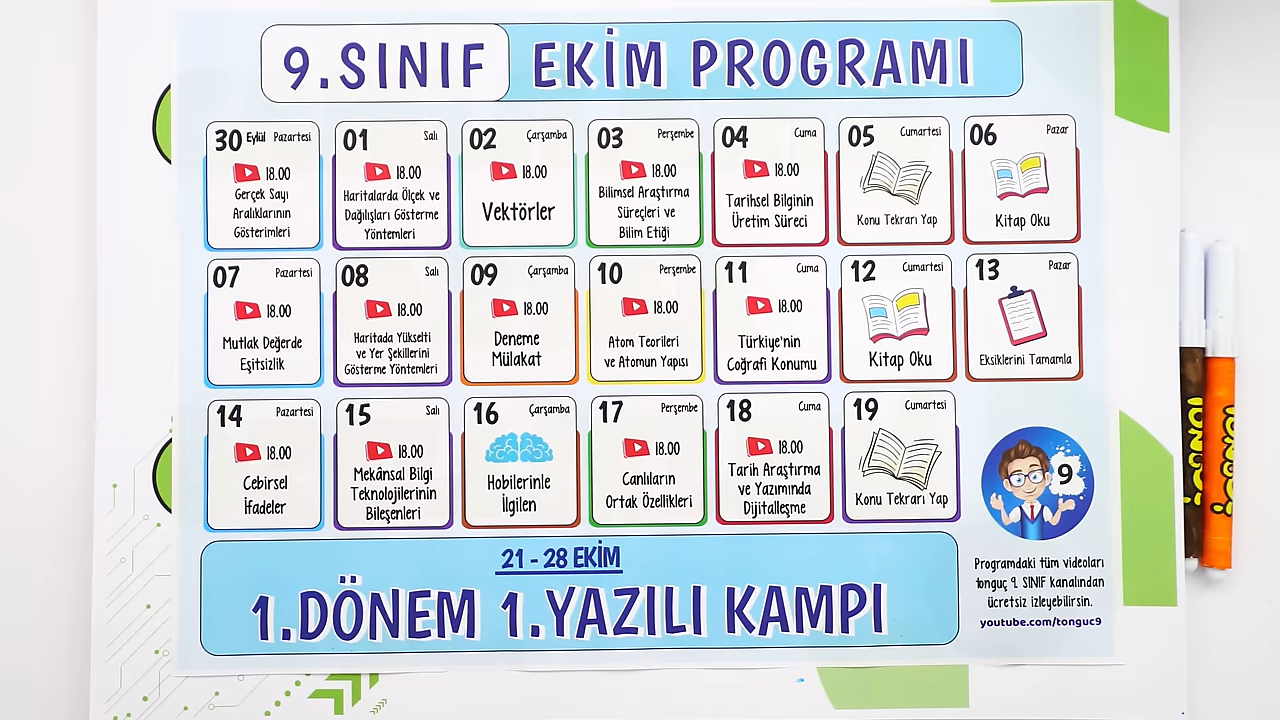 9.SINIF EKİM PROGRAMI
30 Eylül Pazartesi
18.00
Gerçek Sayı
Aralıklarının
Gösterimleri
01 Salı
18.00
Haritalarda Ölçek ve
Dağılışları Gösterme
Yöntemleri
02 Çarşamba
18.00
Vektörler
03 Perşembe
18.00
Bilimsel Araştırma
Süreçleri ve
Bilim Etiği
04 Cuma
18.00
Tarihsel Bilginin
Üretim Süreci
05 Cumartesi
Konu Tekrarı Yap
06 Pazar
Kitap Oku
07 Pazartesi
18.00
Mutlak Değerde
Eşitsizlik
08 Salı
18.00
Haritada Yükselti
ve Yer Şekillerini
Gösterme Yöntemleri
09 Çarşamba
18.00
Deneme
Mülakat
10 Perşembe
18.00
Atom Teorileri
ve Atomun Yapısı
11 Cuma
18.00
Türkiye'nin
Coğrafi Konumu
12 Cumartesi
Kitap Oku
13 Pazar
Eksiklerini Tamamla
14 Pazartesi
18.00
Cebirsel
İfadeler
15 Salı
18.00
Mekânsal Bilgi
Teknolojilerinin
Bileşenleri
16 Çarşamba
Hobilerinle
İlgilen
17 Perşembe
18.00
Canlıların
Ortak Özellikleri
18 Cuma
18.00
Tarih Araştırma
ve Yazımında
Dijitalleşme
19 Cumartesi
Konu Tekrarı Yap
9
Programdaki tüm videoları
tonguç 9. SINIF kanalından
ücretsiz izleyebilirsin.
youtube.com/tonguc9
21 - 28 EKİM
1.DÖNEM 1.YAZILI KAMPI